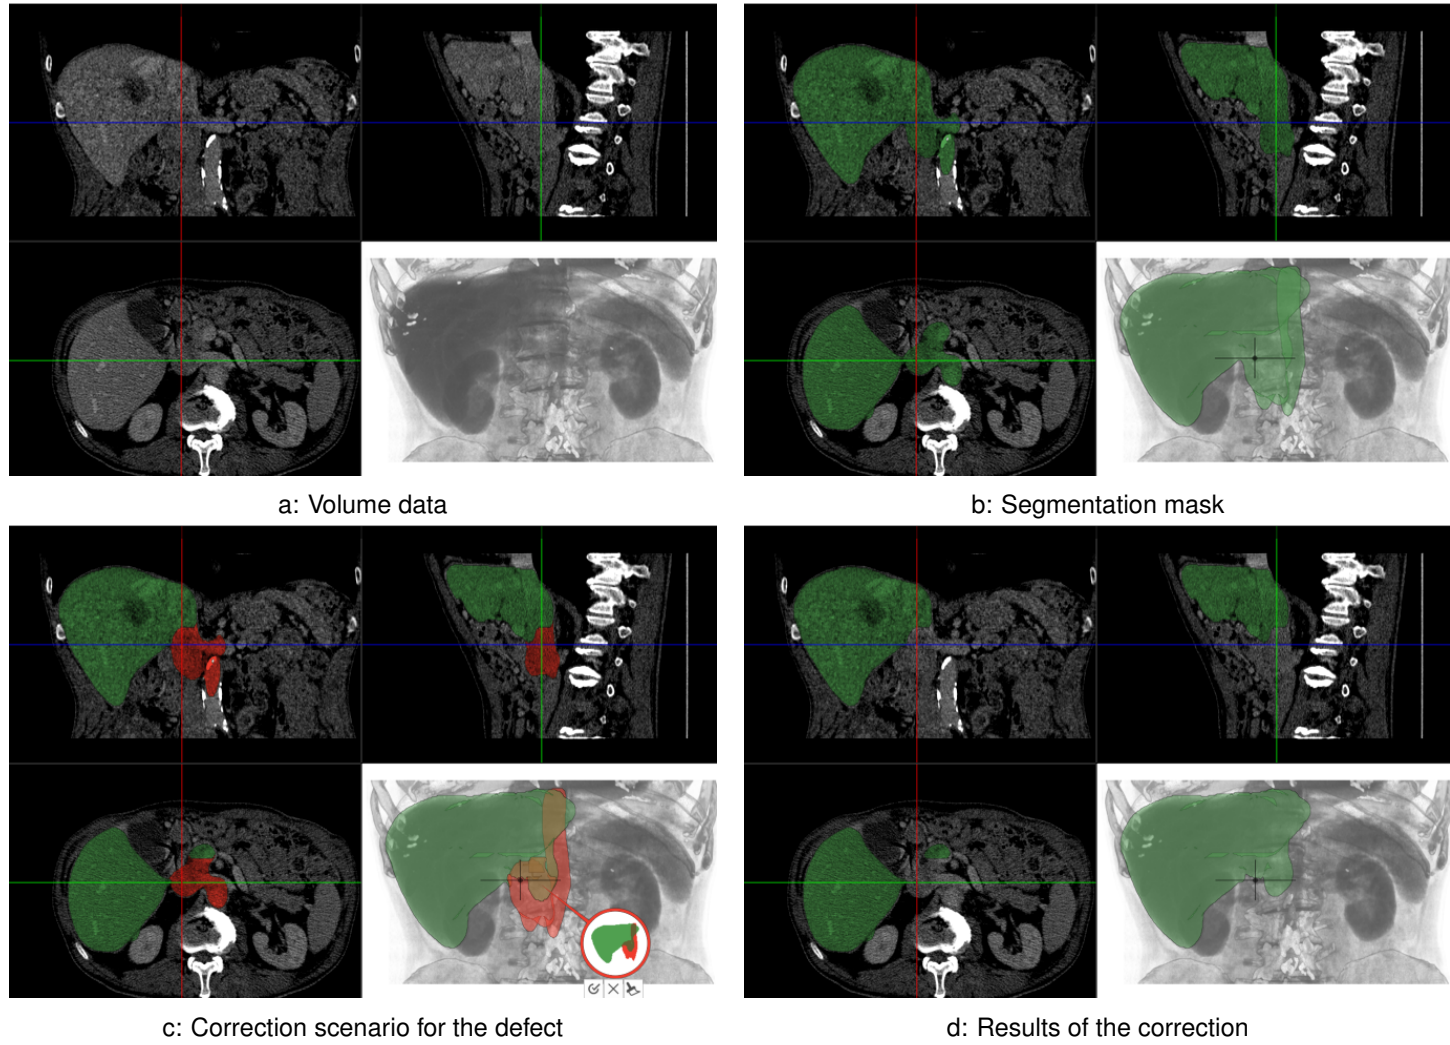 a: Volume data
b: Segmentation mask
c: Correction scenario for the defect
d: Results of the correction